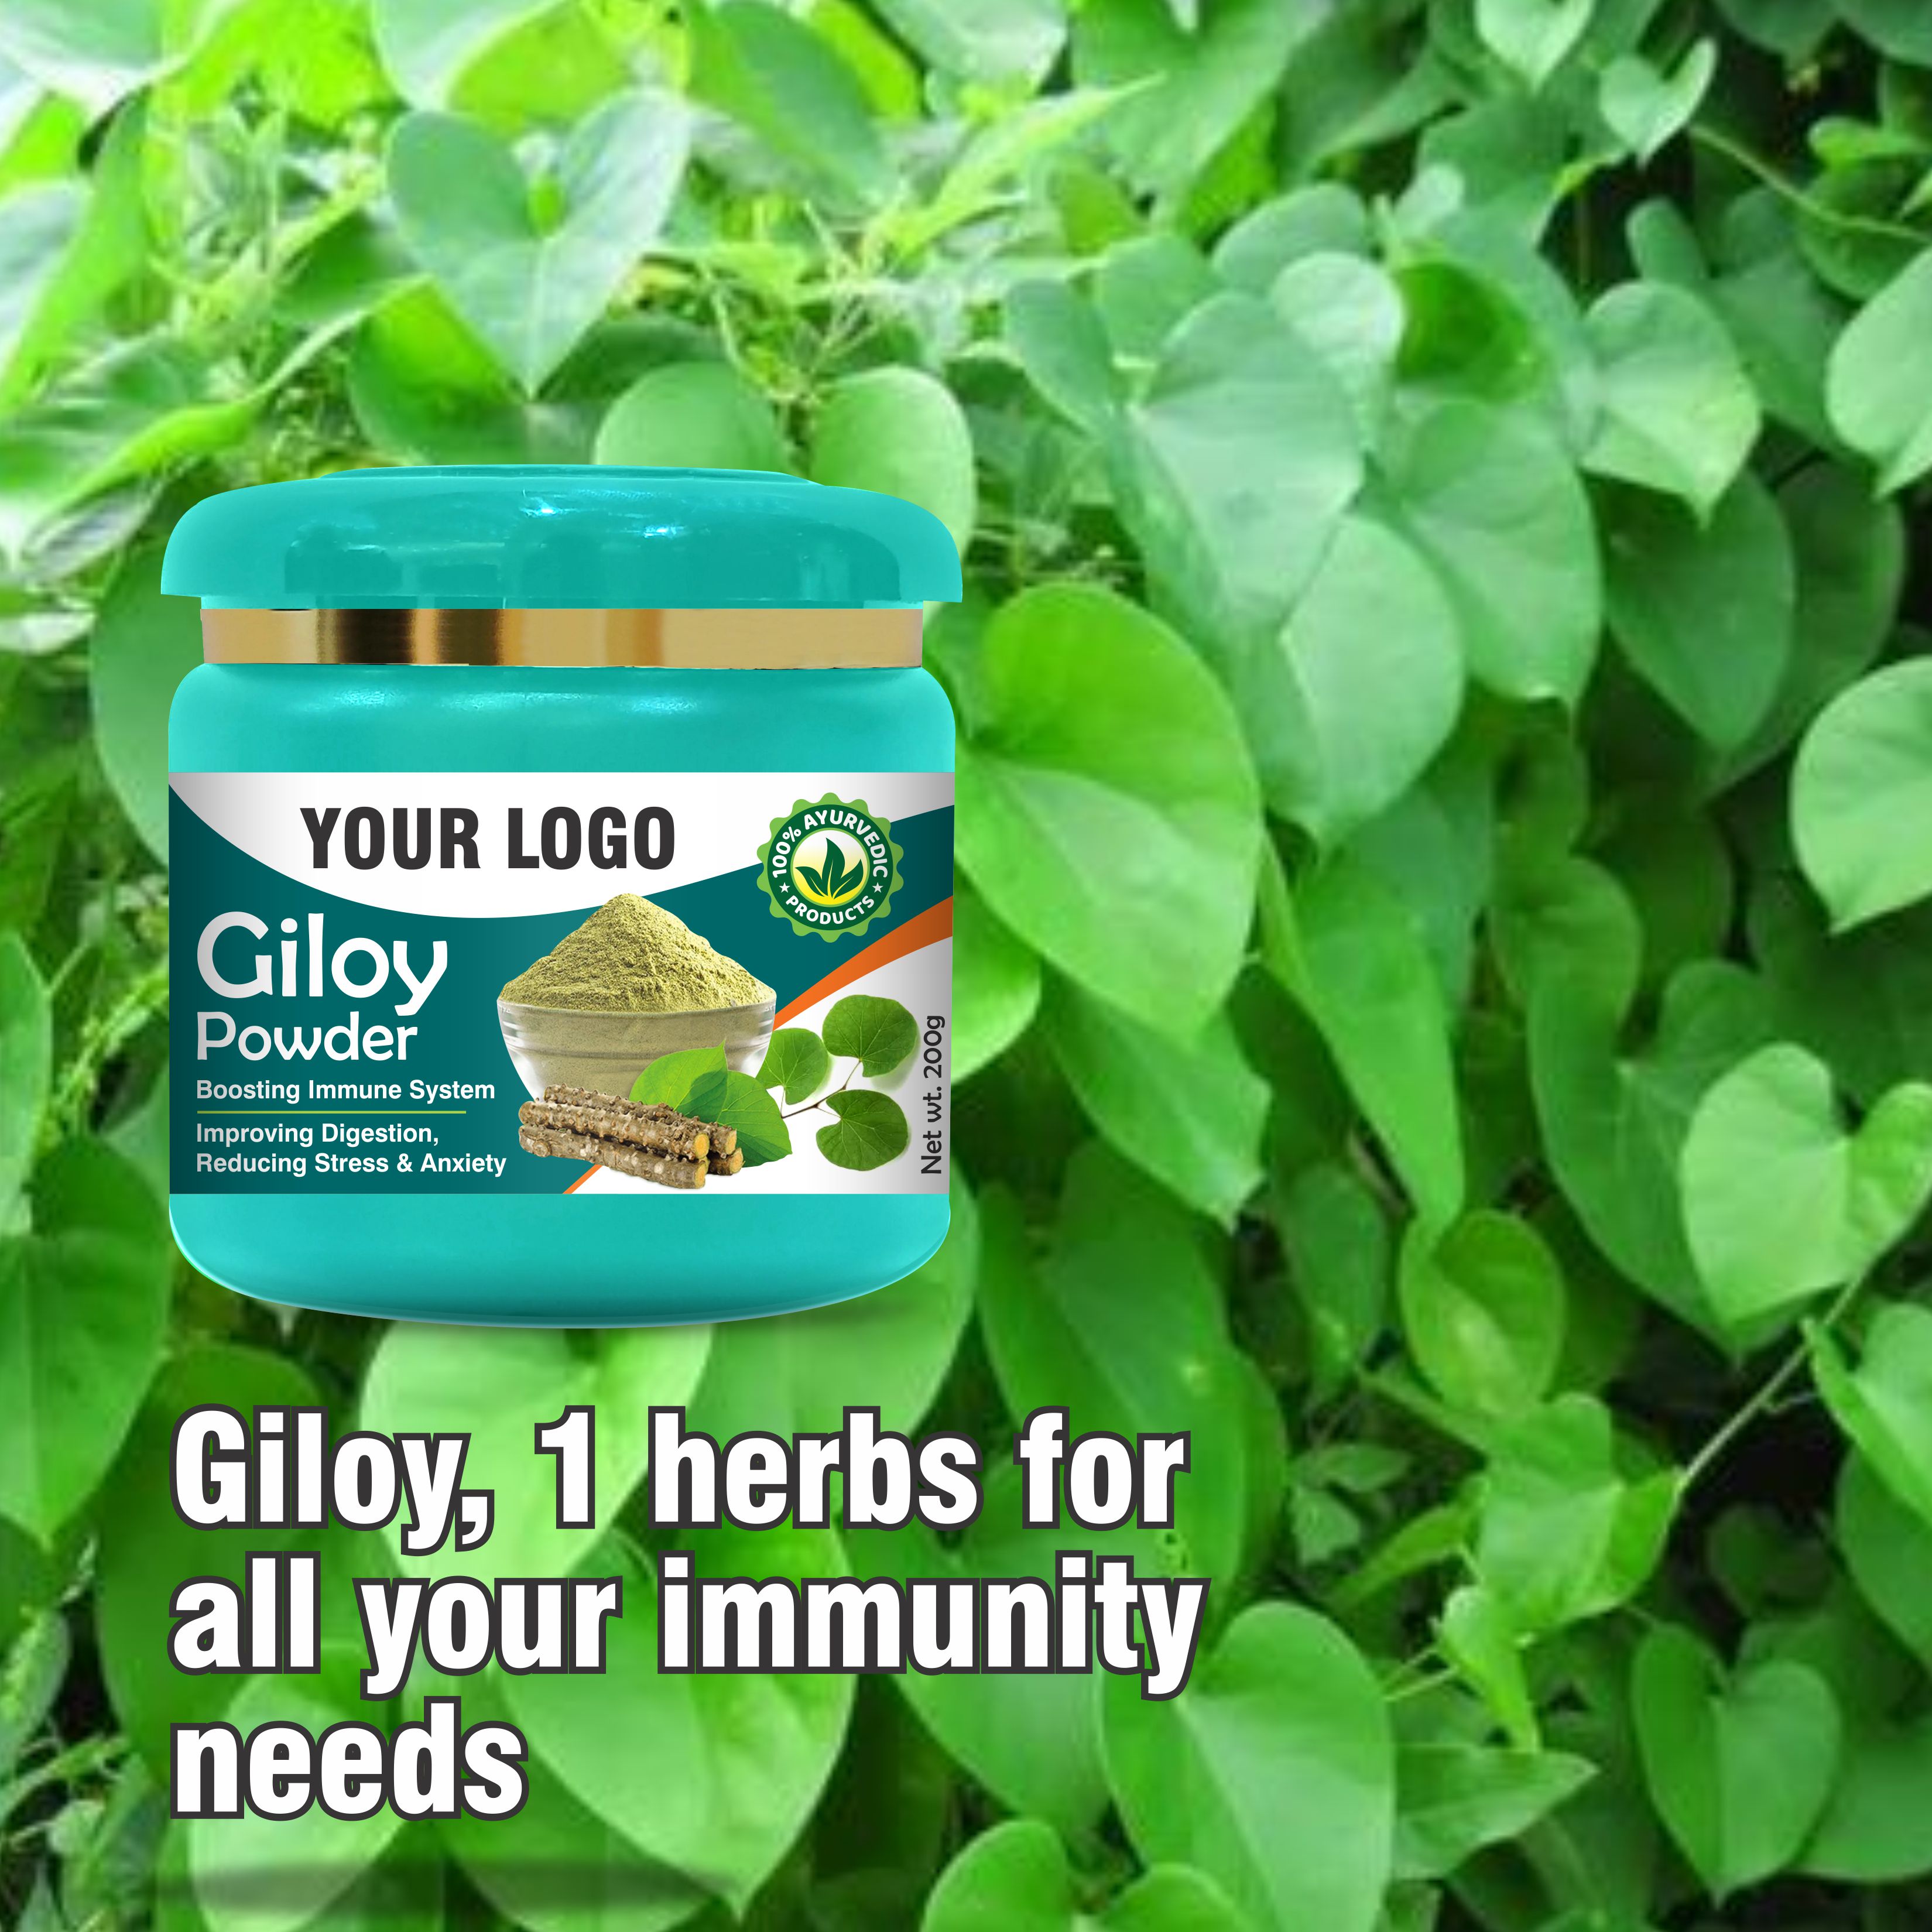 YOUR LOGO
100% AYURVEDIC
PRODUCTS
Giloy
Powder
Boosting Immune System
Improving Digestion,
Reducing Stress & Anxiety
Net wt. 200g
Giloy, 1 herbs for
all your immunity
needs